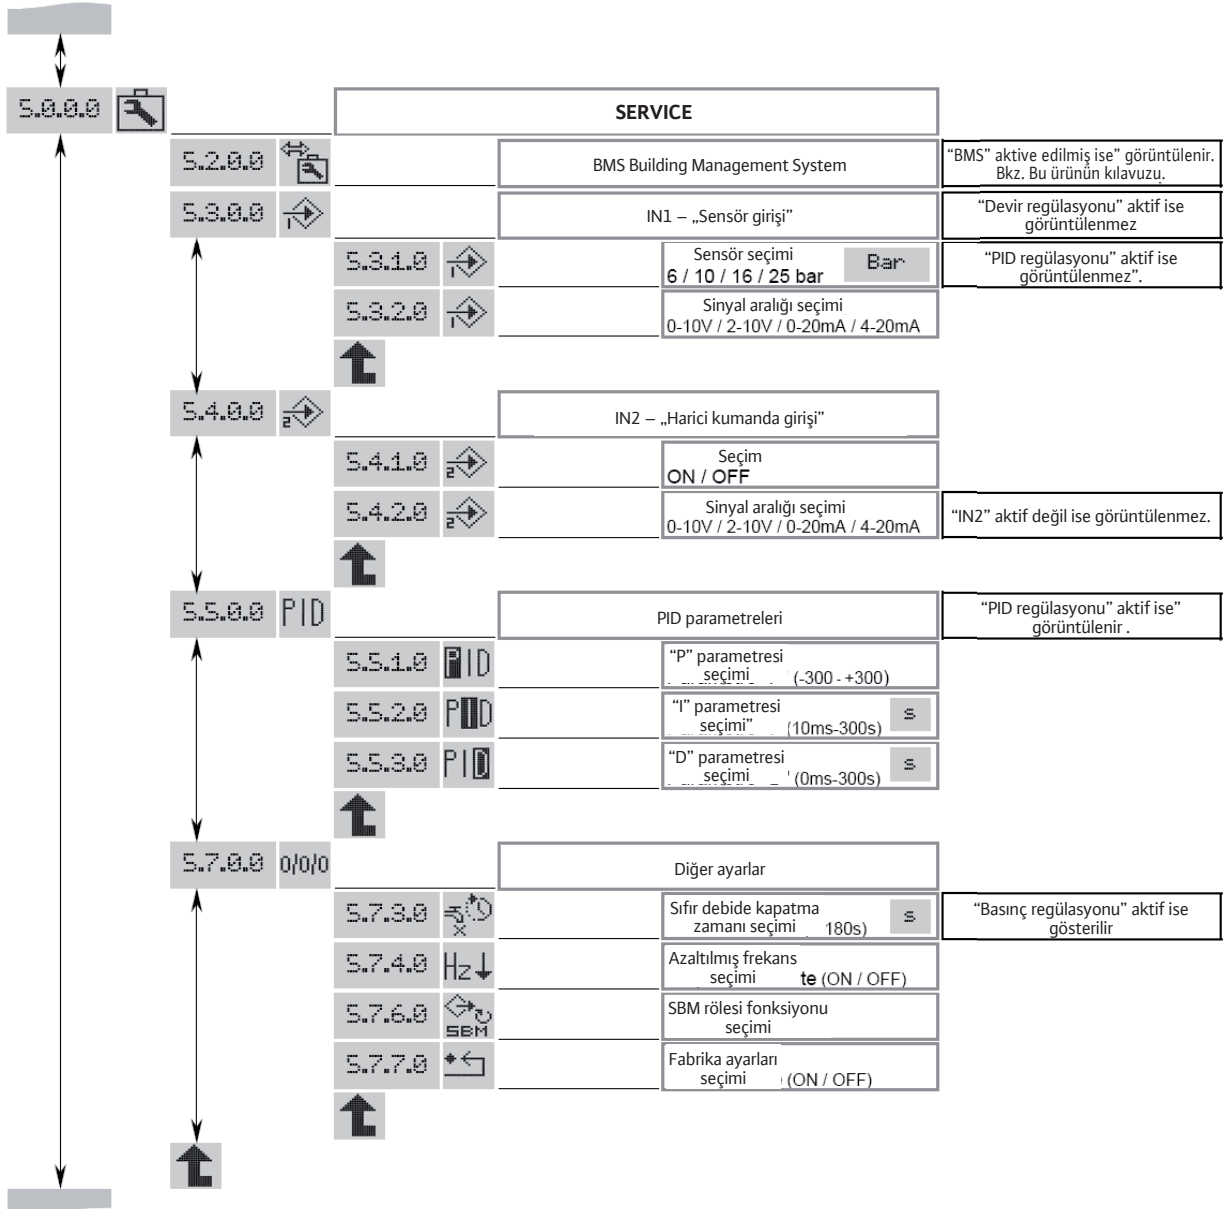 5.0.0.0
SERVICE
5.2.0.0
BMS Building Management System
“BMS” aktive edilmiş ise” görüntülenir.
Bkz. Bu ürünün kılavuzu.
5.3.0.0
IN1 – „Sensör girişi”
“Devir regülasyonu” aktif ise
görüntülenmez
5.3.1.0
1
Sensör seçimi
6 / 10 / 16 / 25 bar
Bar
“PID regülasyonu” aktif ise
görüntülenmez”.
5.3.2.0
1
Sinyal aralığı seçimi
0-10V / 2-10V / 0-20mA / 4-20mA
5.4.0.0
2
IN2 – „Harici kumanda girişi”
5.4.1.0
2
Seçim
ON / OFF
5.4.2.0
2
Sinyal aralığı seçimi
0-10V / 2-10V / 0-20mA / 4-20mA
“IN2” aktif değil ise görüntülenmez.
5.5.0.0
PID
PID parametreleri
“PID regülasyonu” aktif ise”
görüntülenir .
5.5.1.0
PID
“P” parametresi
seçimi (-300 - +300)
5.5.2.0
PID
“I” parametresi
seçimi” (10ms-300s)
s
5.5.3.0
PID
“D” parametresi
seçimi (0ms-300s)
s
5.7.0.0
0/0/0
Diğer ayarlar
5.7.3.0
Sıfır debide kapatma
zamanı seçimi 180s)
s
“Basınç regülasyonu” aktif ise
gösterilir
5.7.4.0
Hz
Azaltılmış frekans
seçimi te (ON / OFF)
5.7.6.0
SBM
SBM rölesi fonksiyonu
seçimi
5.7.7.0
Fabrika ayarları
seçimi (ON / OFF)